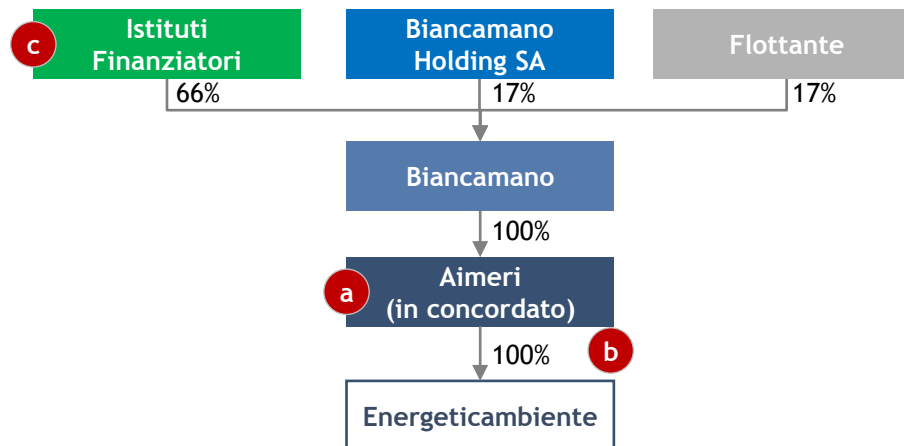 c
Istituti
Finanziatori
Biancamano
Holding SA
Flottante
66%
17%
17%
Biancamano
100%
a
Aimeri
(in concordato)
100%
b
Energeticambiente